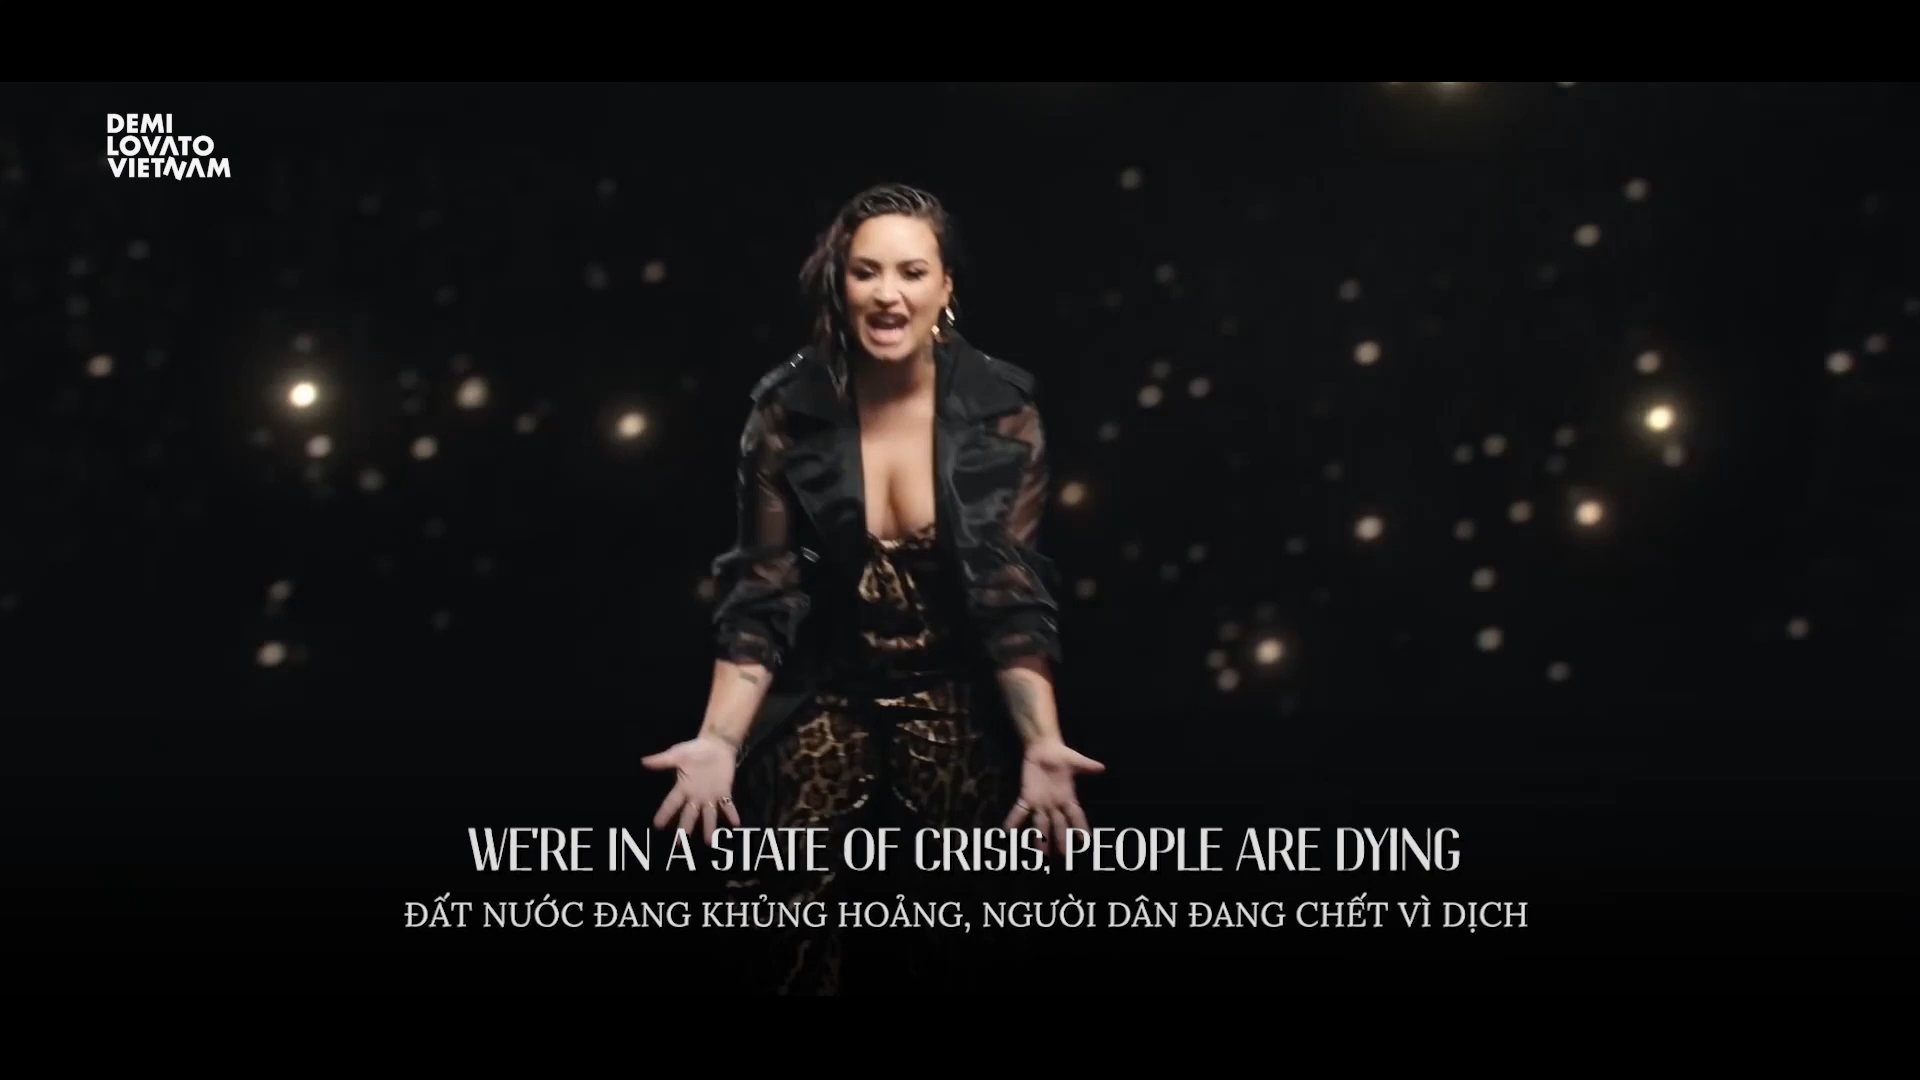 DEMI
LOVATO
VIETNAM
WE'RE IN A STATE OF CRISIS, PEOPLE ARE DYING
ĐẤT NƯỚC ĐANG KHỦNG HOẢNG, NGƯỜI DÂN ĐANG CHẾT VÌ DỊCH